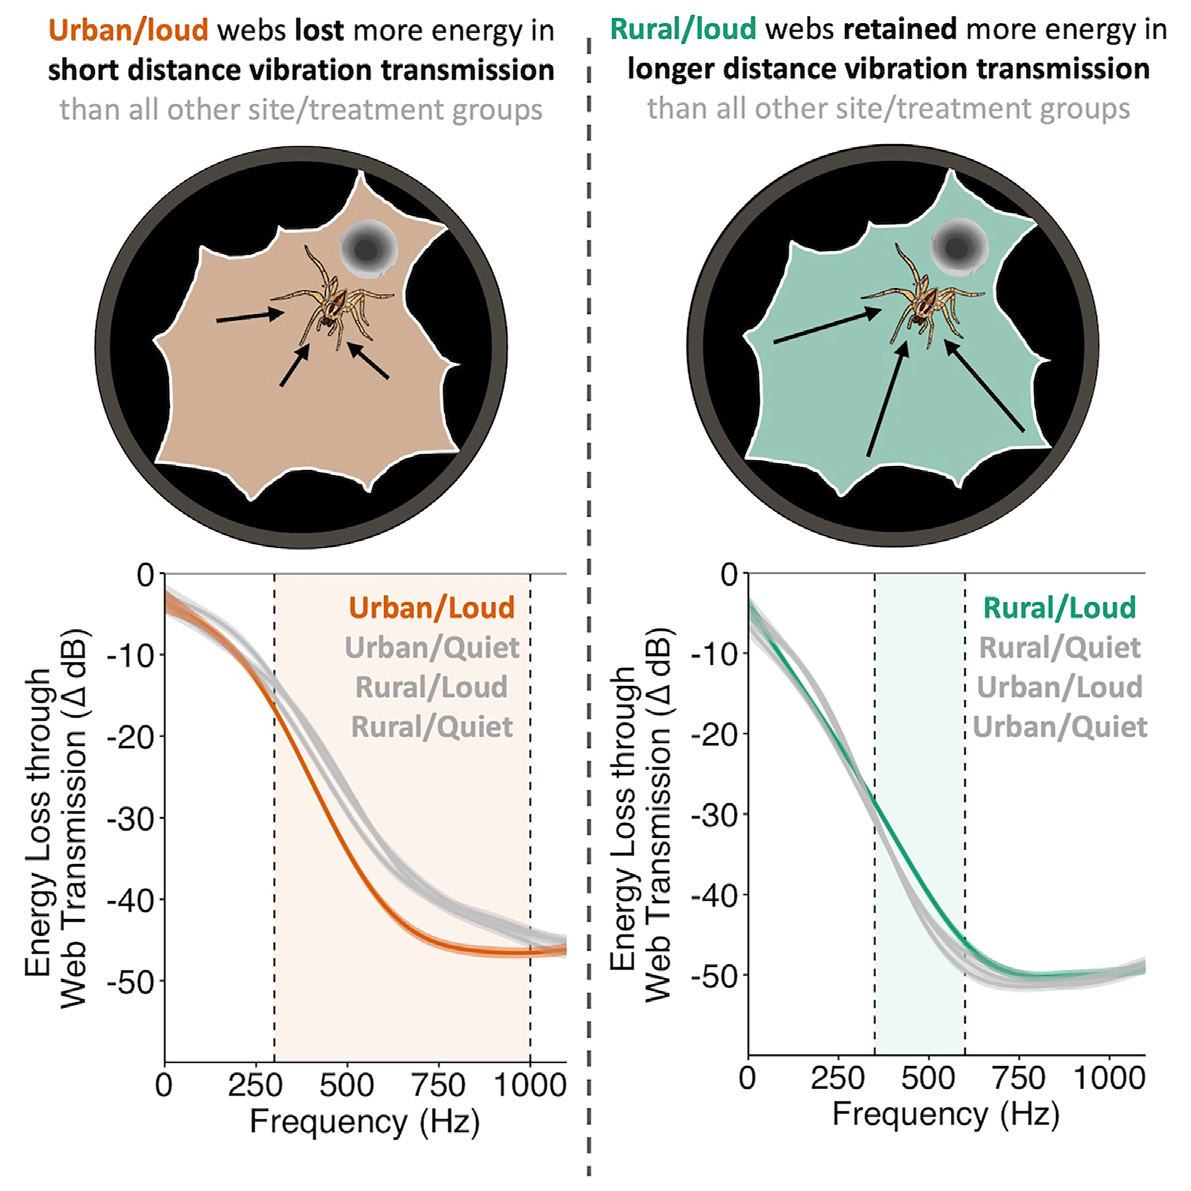 Urban/loud webs lost more energy in
short distance vibration transmission
than all other site/treatment groups
0
-10
-20
-30
-40
-50
Energy Loss through
Web Transmission (Δ dB)
Urban/Loud
Urban/Quiet
Rural/Loud
Rural/Quiet
0 250 500 750 1000
Frequency (Hz)
Rural/loud webs retained more energy in
longer distance vibration transmission
than all other site/treatment groups
0
-10
-20
-30
-40
-50
Energy Loss through
Web Transmission (Δ dB)
Rural/Loud
Rural/Quiet
Urban/Loud
Urban/Quiet
0 250 500 750 1000
Frequency (Hz)